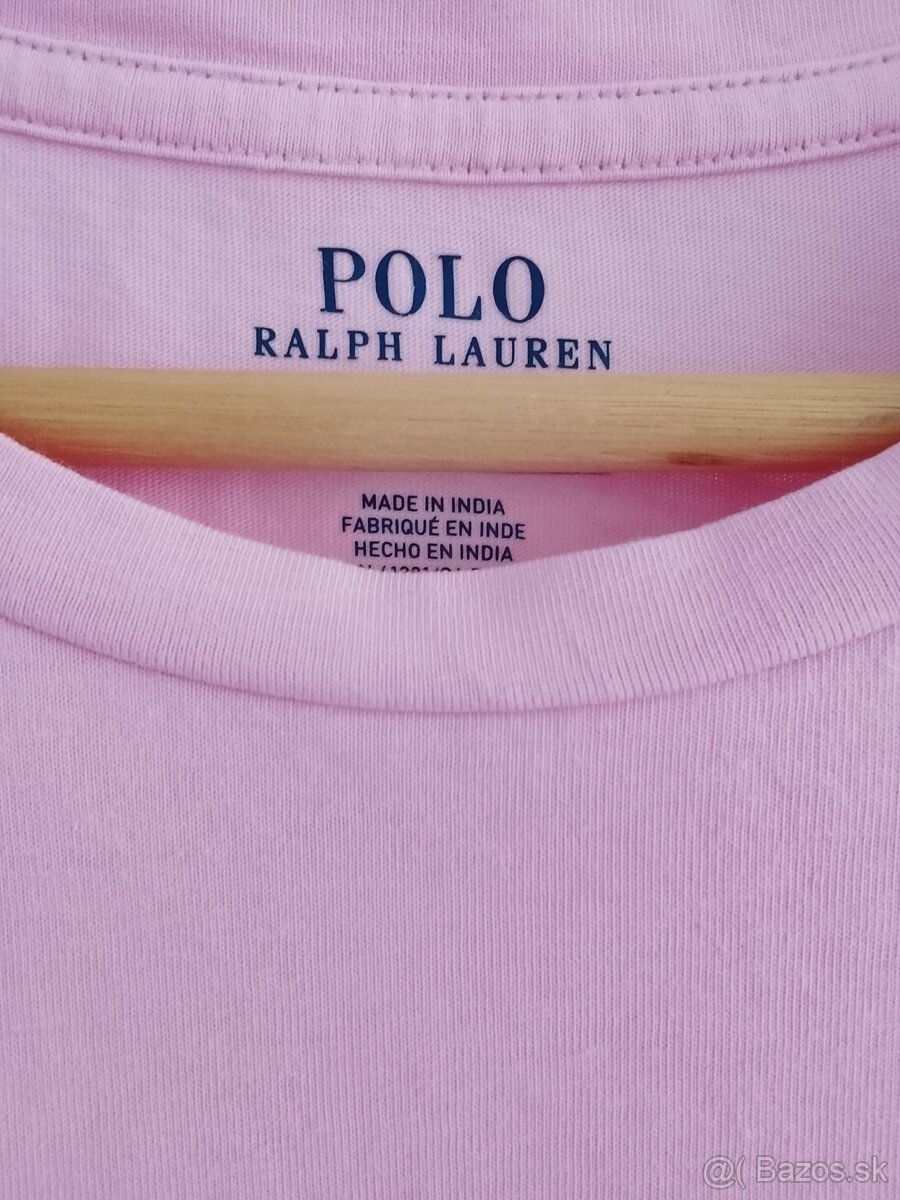 POLO
RALPH LAUREN
MADE IN INDIA
FABRIQUÉ EN INDE
HECHO EN INDIA
@( Bazos.sk